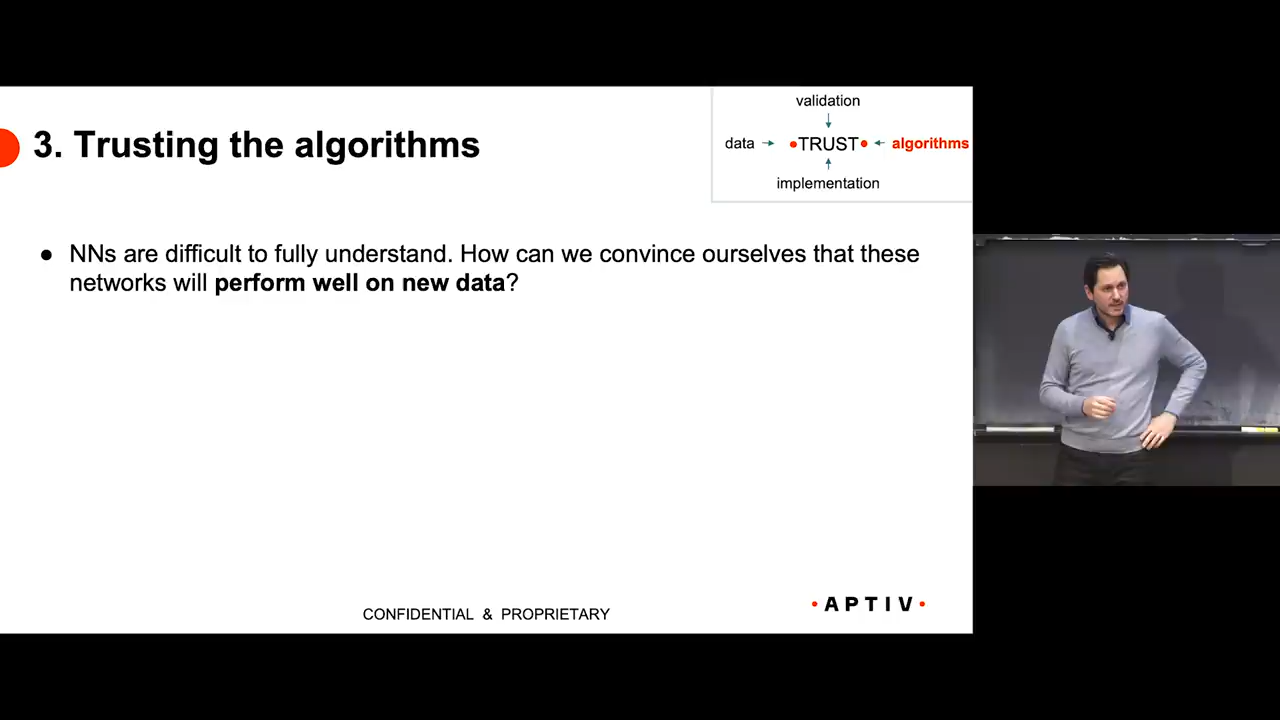 3. Trusting the algorithms
validation
data
•TRUST•
algorithms
implementation
● NNs are difficult to fully understand. How can we convince ourselves that these
networks will perform well on new data?
CONFIDENTIAL & PROPRIETARY
• A P T I V •